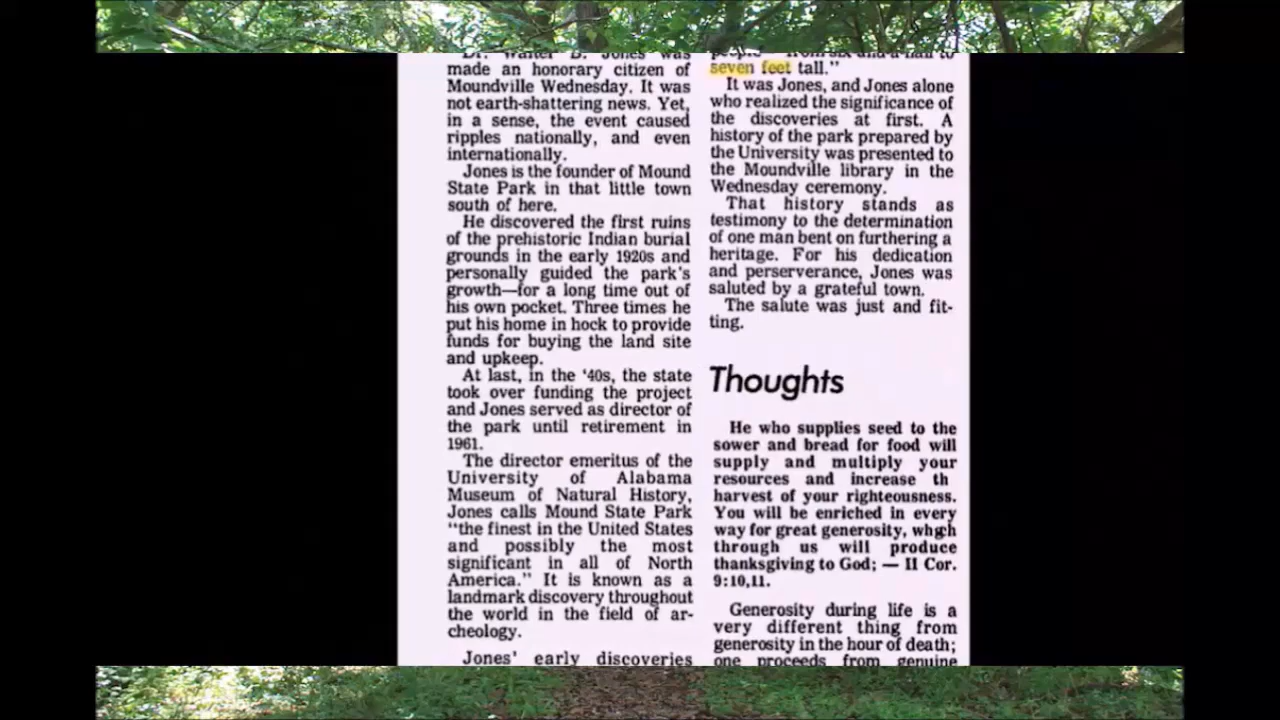 Dr. Walter B. Jones was
made an honorary citizen of
Moundville Wednesday. It was
not earth-shattering news. Yet,
in a sense, the event caused
ripples nationally, and even
internationally.
Jones is the founder of Mound
State Park in that little town
south of here.
He discovered the first ruins
of the prehistoric Indian burial
grounds in the early 1920s and
personally guided the park's
growth—for a long time out of
his own pocket. Three times he
put his home in hock to provide
funds for buying the land site
and upkeep.
At last, in the '40s, the state
took over funding the project
and Jones served as director of
the park until retirement in
1961.
The director emeritus of the
University of Alabama
Museum of Natural History,
Jones calls Mound State Park
"the finest in the United States
and possibly the most
significant in all of North
America." It is known as a
landmark discovery throughout
the world in the field of ar-
cheology.
Jones' early discoveries
people—from six and a half to
seven feet tall."
It was Jones, and Jones alone
who realized the significance of
the discoveries at first. A
history of the park prepared by
the University was presented to
the Moundville library in the
Wednesday ceremony.
That history stands as
testimony to the determination
of one man bent on furthering a
heritage. For his dedication
and perserverance, Jones was
saluted by a grateful town.
The salute was just and fit-
ting.
Thoughts
He who supplies seed to the
sower and bread for food will
supply and multiply your
resources and increase th
harvest of your righteousness.
You will be enriched in every
way for great generosity, whgch
through us will produce
thanksgiving to God; — II Cor.
9:10,11.
Generosity during life is a
very different thing from
generosity in the hour of death;
one proceeds from genuine